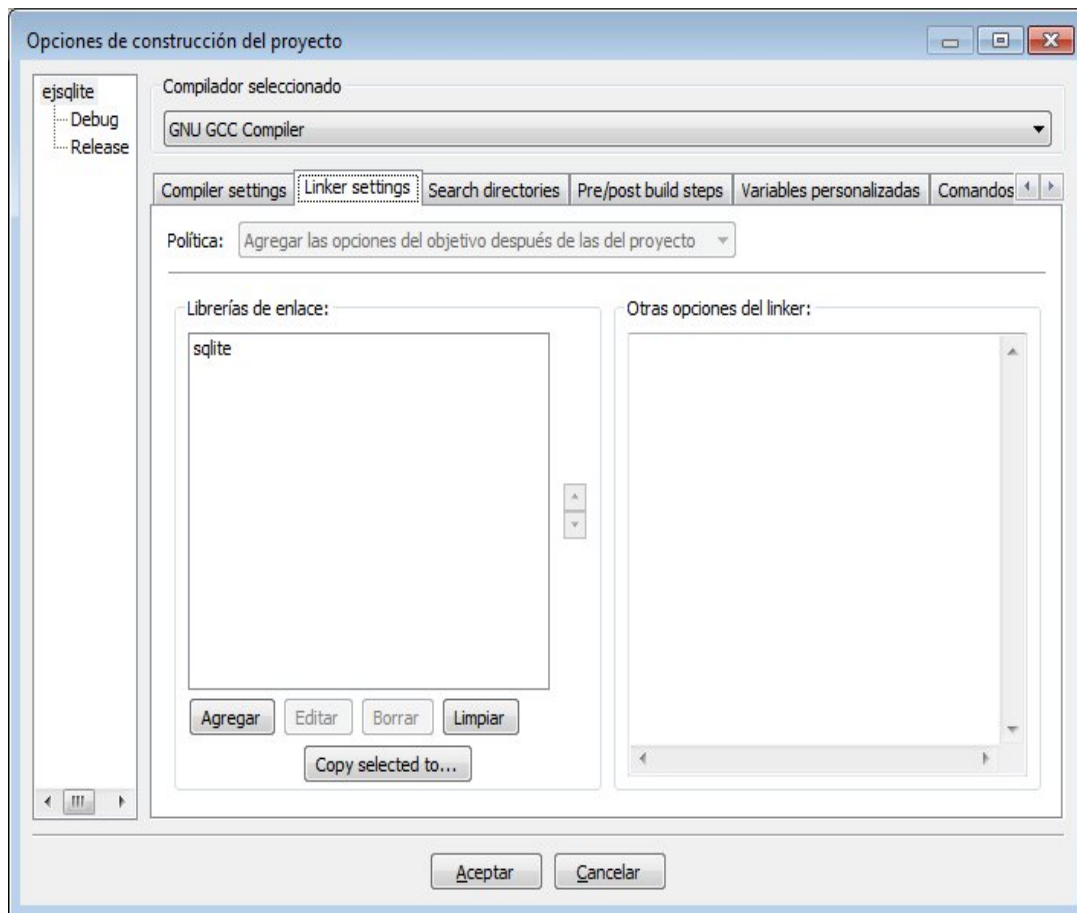 Opciones de construcción del proyecto
ejsqlite
Debug
Release
Compilador seleccionado
GNU GCC Compiler
Compiler settings Linker settings Search directories Pre/post build steps Variables personalizadas Comandos
Política: Agregar las opciones del objetivo después de las del proyecto
Librerías de enlace:
sqlite
Agregar Editar Borrar Limpiar
Copy selected to...
Otras opciones del linker:
Aceptar Cancelar